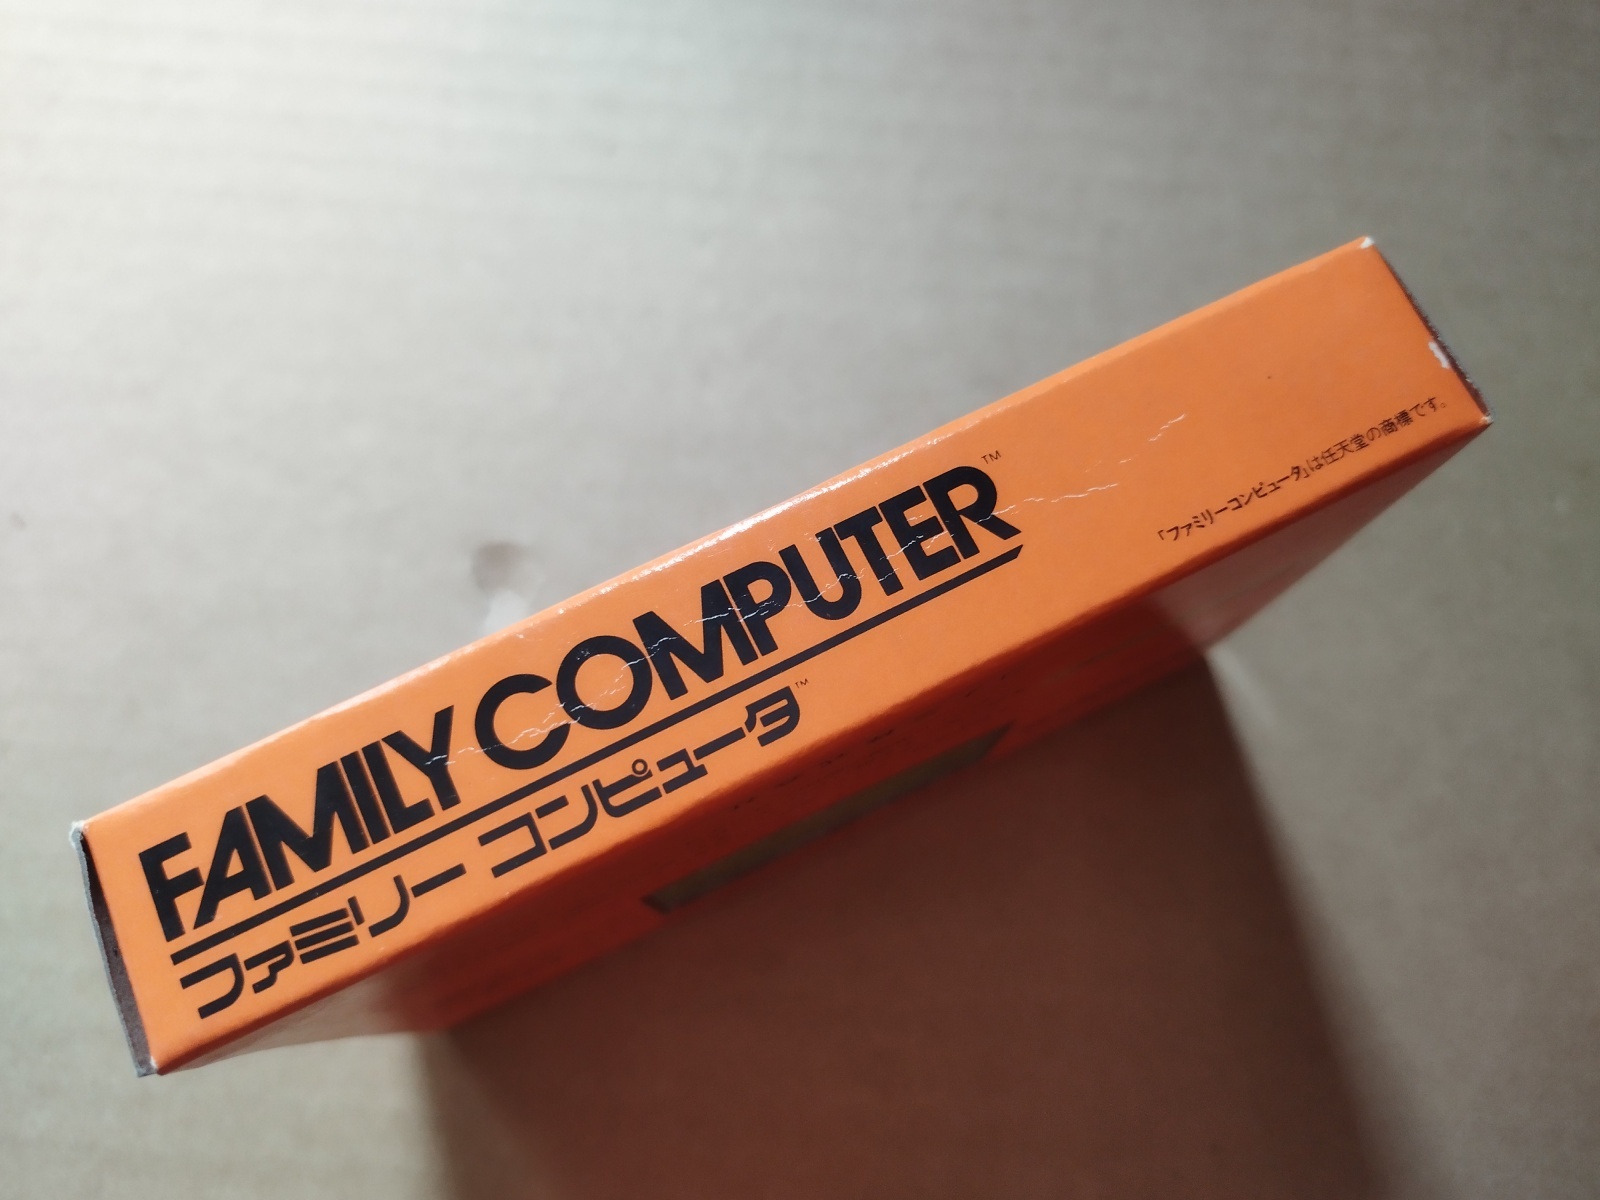 FAMILY COMPUTER™
ファミリー コンピュータ™
「ファミリーコンピュータ」は任天堂の商標です。